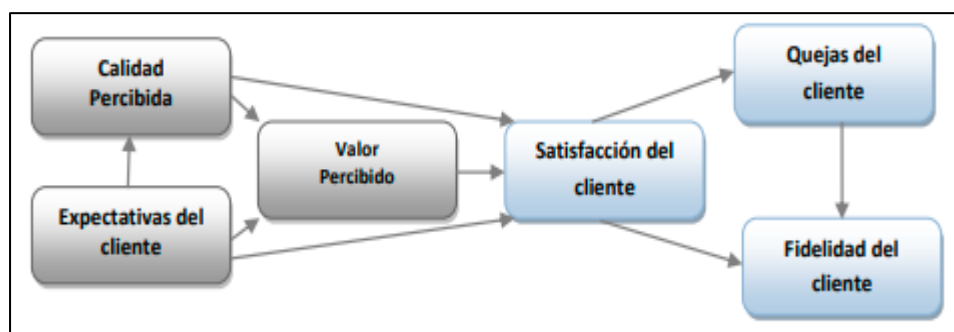 Calidad
Percibida
Expectativas del
cliente
Valor
Percibido
Satisfacción del
cliente
Quejas del
cliente
Fidelidad del
cliente